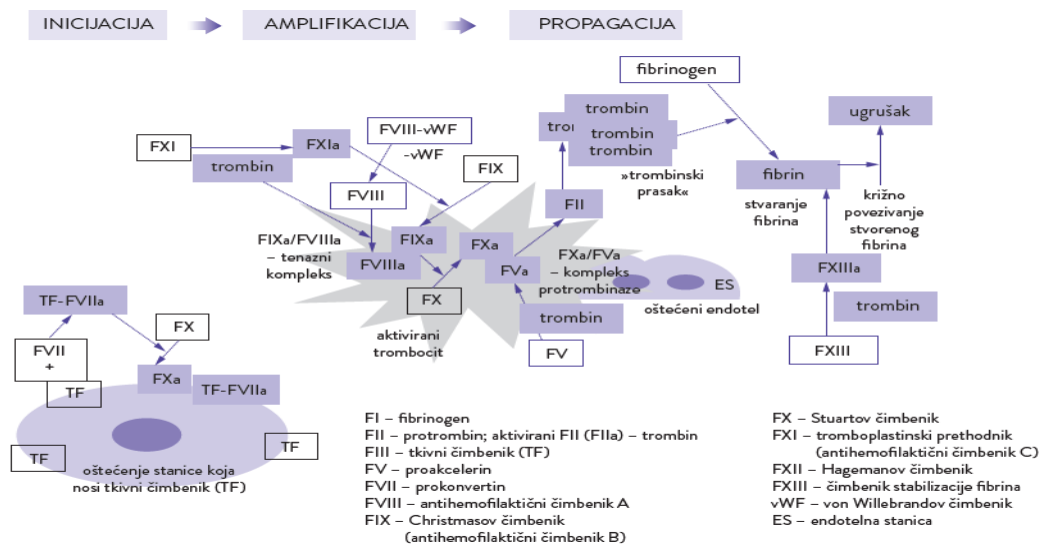 INICIJACIJA
AMPLIFIKACIJA
PROPAGACIJA
fibrinogen
trombin
trom
trombin
trombin
»trombinski
prasak«
ugrušak
fibrin
stvaranje
fibrina
križno
povezivanje
stvorenog
fibrina
FXI
FXIa
trombin
FVIII-vWF
-vWF
FIX
FVIII
FII
FIXa/FVIIIa
– tenazni
kompleks
FIXa
FVIIIa
FXa
FVa
FX
FXa/FVa
– kompleks
protrombinaze
ES
oštećeni endotel
aktivirani
trombocit
trombin
FV
FXIIIa
trombin
FXIII
TF-FVIIa
FX
FVII
+
TF
FXa
TF-FVIIa
TF
TF
oštećenje stanice koja
nosi tkivni čimbenik (TF)
FI – fibrinogen
FII – protrombin; aktivirani FII (FIIa) – trombin
FIII – tkivni čimbenik (TF)
FV – proakcelerin
FVII – prokonvertin
FVIII – antihemofilaktični čimbenik A
FIX – Christmasov čimbenik
(antihemofilaktični čimbenik B)
FX – Stuartov čimbenik
FXI – tromboplastinski prethodnik
(antihemofilaktični čimbenik C)
FXII – Hagemanov čimbenik
FXIII – čimbenik stabilizacije fibrina
vWF – von Willebrandov čimbenik
ES – endotelna stanica